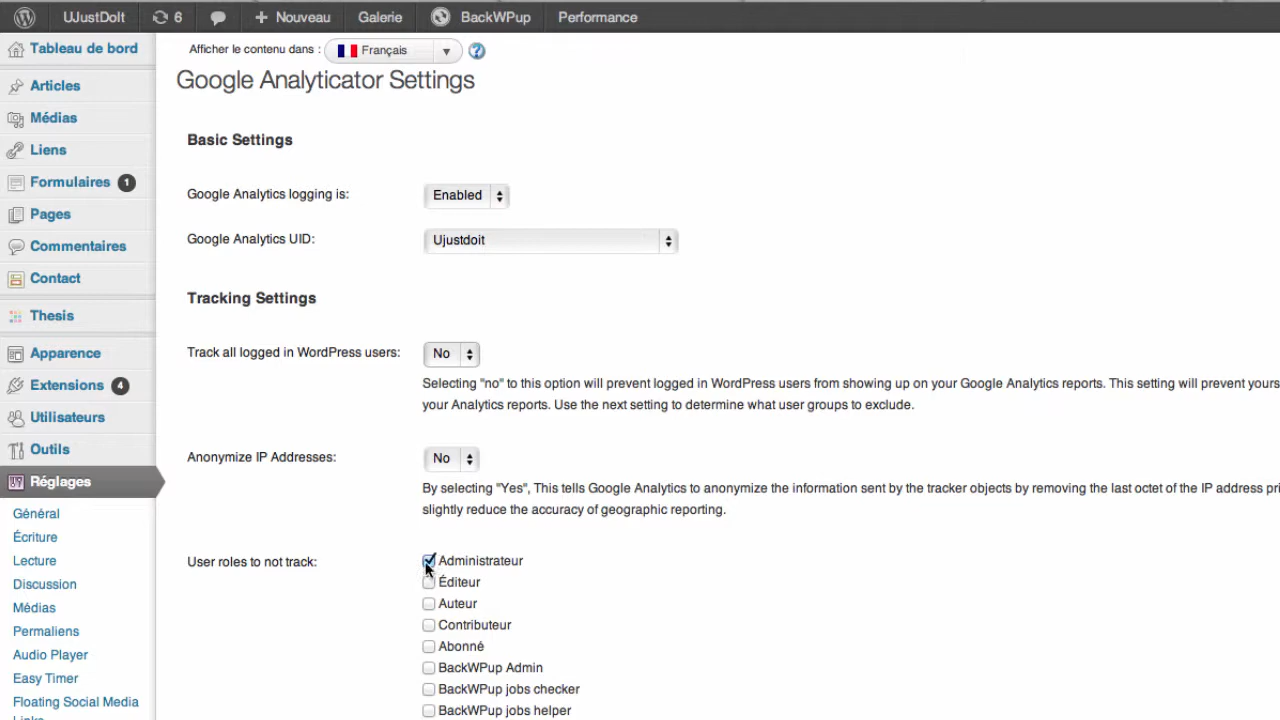 UJustDoIt 6 Nouveau Galerie BackWPup Performance
Tableau de bord
Articles
Médias
Liens
Formulaires 1
Pages
Commentaires
Contact
Thesis
Apparence
Extensions 4
Utilisateurs
Outils
Réglages
Général
Écriture
Lecture
Discussion
Médias
Permaliens
Audio Player
Easy Timer
Floating Social Media
Links
Afficher le contenu dans : Français ?
Google Analyticator Settings
Basic Settings
Google Analytics logging is: Enabled
Google Analytics UID: Ujustdoit
Tracking Settings
Track all logged in WordPress users: No
Selecting "no" to this option will prevent logged in WordPress users from showing up on your Google Analytics reports. This setting will prevent yours
your Analytics reports. Use the next setting to determine what user groups to exclude.
Anonymize IP Addresses: No
By selecting "Yes", This tells Google Analytics to anonymize the information sent by the tracker objects by removing the last octet of the IP address pri
slightly reduce the accuracy of geographic reporting.
User roles to not track: Administrateur
Éditeur
Auteur
Contributeur
Abonné
BackWPup Admin
BackWPup jobs checker
BackWPup jobs helper